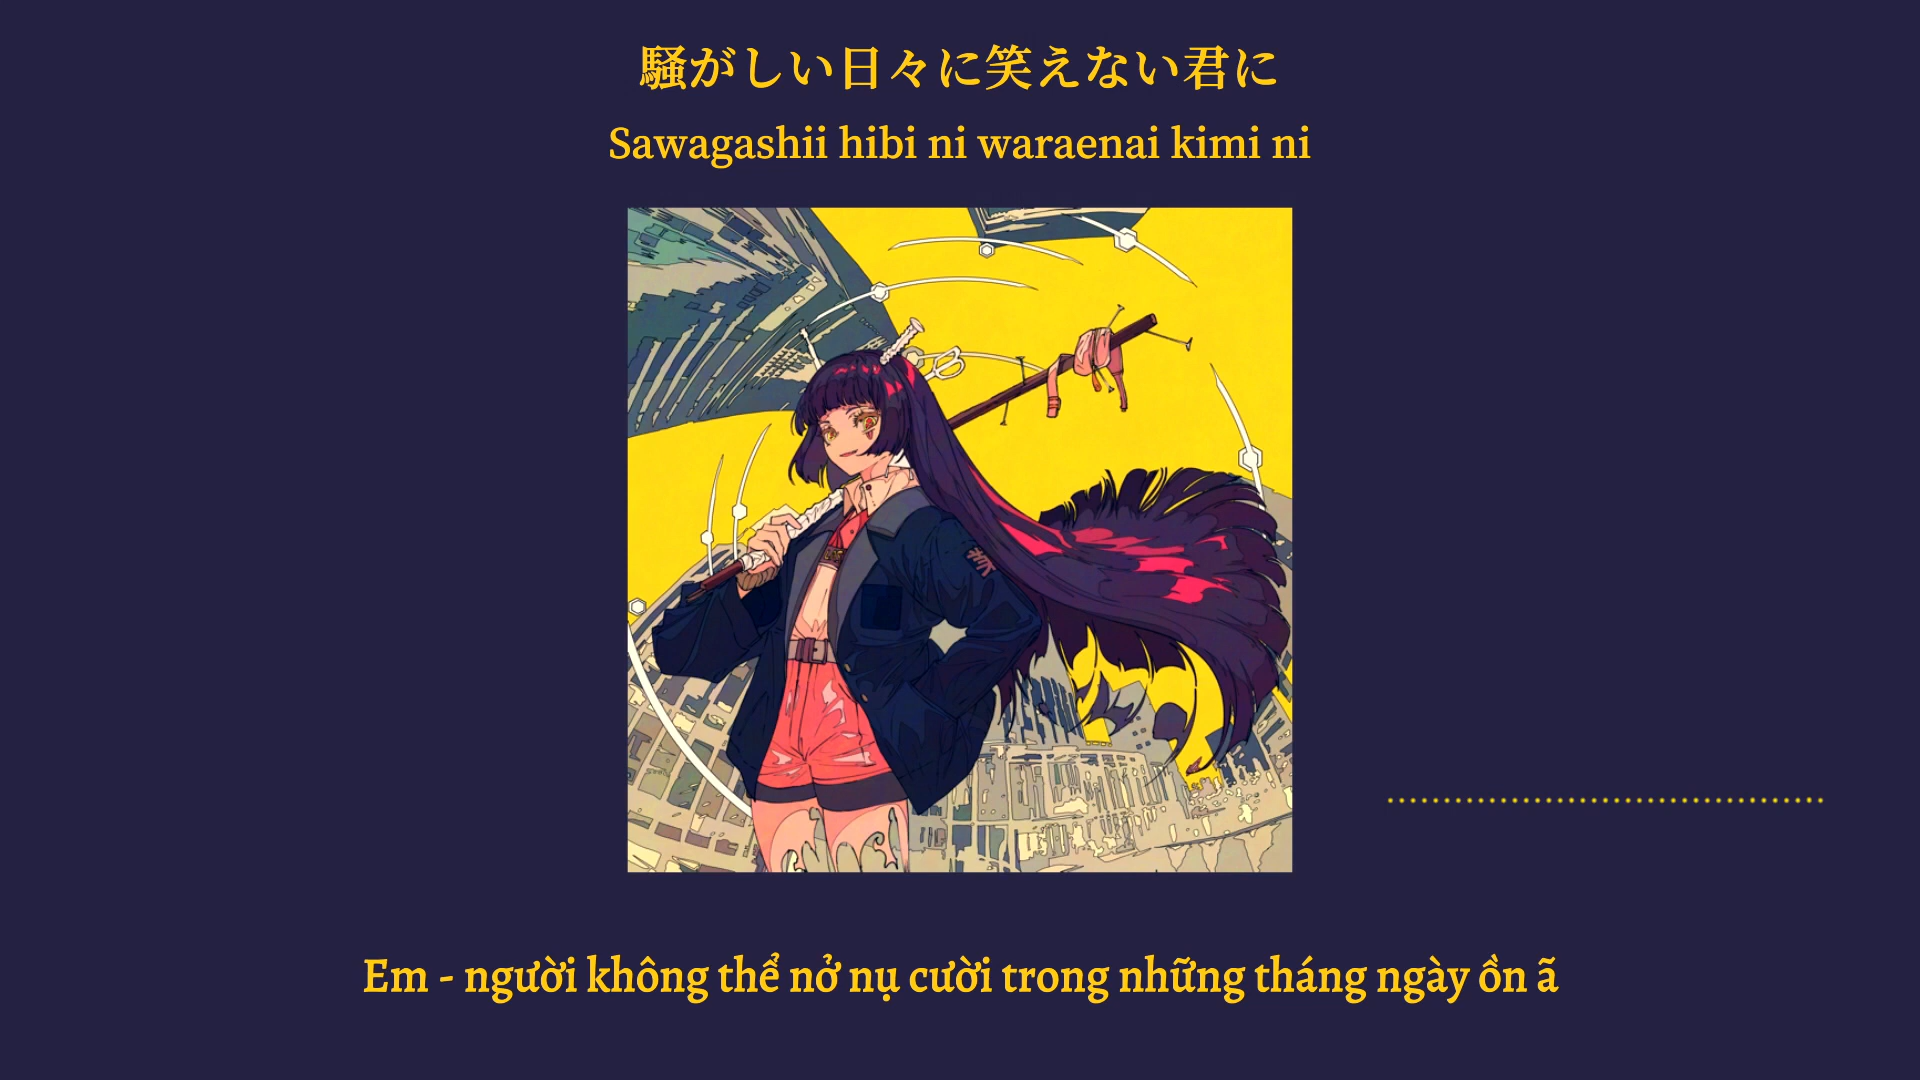 騒がしい日々に笑えない君に
Sawagashii hibi ni waraenai kimi ni
Em - người không thể nở nụ cười trong những tháng ngày ồn ã